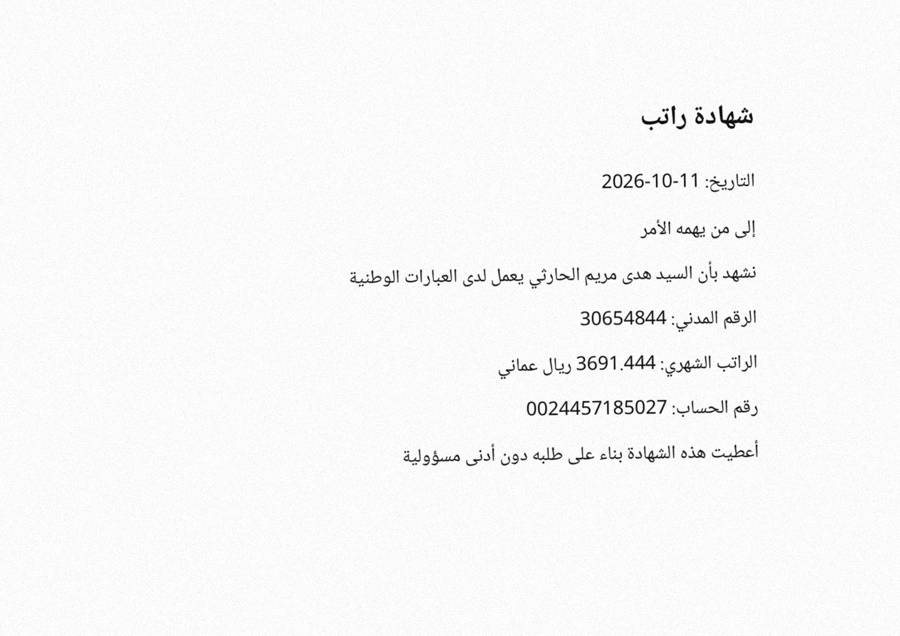 شهادة راتب
التاريخ: 11-10-2026
إلى من يهمه الأمر
نشهد بأن السيد هدى مريم الحارثي يعمل لدى العبارات الوطنية
الرقم المدني: 30654844
الراتب الشهري: 3691.444 ريال عماني
رقم الحساب: 0024457185027
أعطيت هذه الشهادة بناء على طلبه دون أدنى مسؤولية